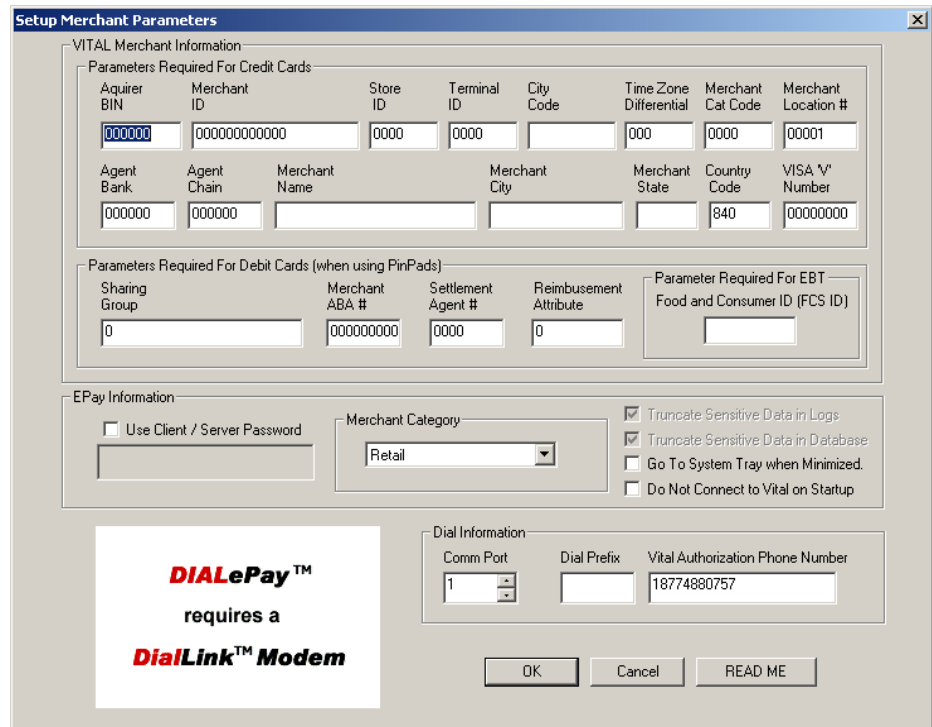 Setup Merchant Parameters
VITAL Merchant Information
Parameters Required For Credit Cards
Aquirer BIN
Merchant ID
Store ID
Terminal ID
City Code
Time Zone Differential
Merchant Cat Code
Merchant Location #
000000
000000000000
0000
0000
000
0000
00001
Agent Bank
Agent Chain
Merchant Name
Merchant City
Merchant State
Country Code
VISA 'V' Number
000000
000000
840
00000000
Parameters Required For Debit Cards (when using PinPads)
Sharing Group
Merchant ABA #
Settlement Agent #
Reimbusement Attribute
0
000000000
0000
0
Parameter Required For EBT
Food and Consumer ID (FCS ID)
EPay Information
Use Client / Server Password
Merchant Category
Retail
Truncate Sensitive Data in Logs
Truncate Sensitive Data in Database
Go To System Tray when Minimized.
Do Not Connect to Vital on Startup
DIALePay™
requires a
DialLink™ Modem
Dial Information
Comm Port
Dial Prefix
Vital Authorization Phone Number
1
18774880757
OK
Cancel
READ ME